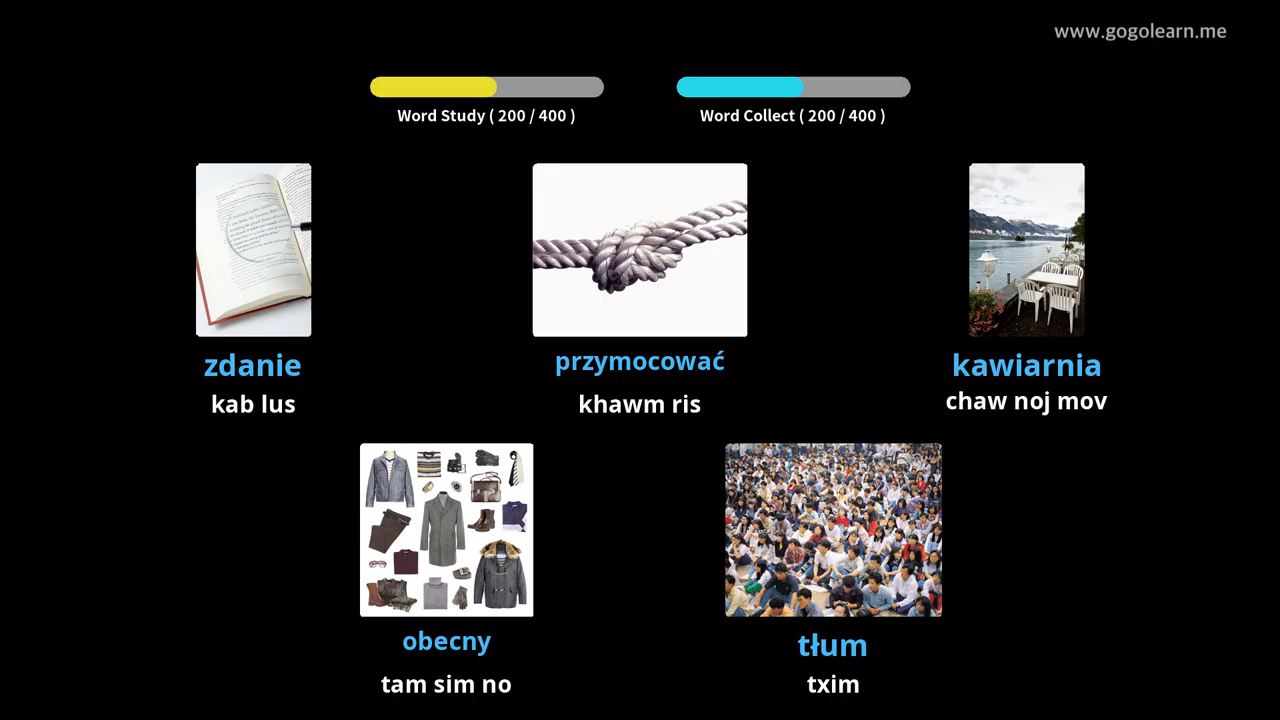 www.gogolearn.me
Word Study ( 200 / 400 )
Word Collect ( 200 / 400 )
zdanie
przymocować
kawiarnia
kab lus
khawm ris
chaw noj mov
obecny
tłum
tam sim no
txim